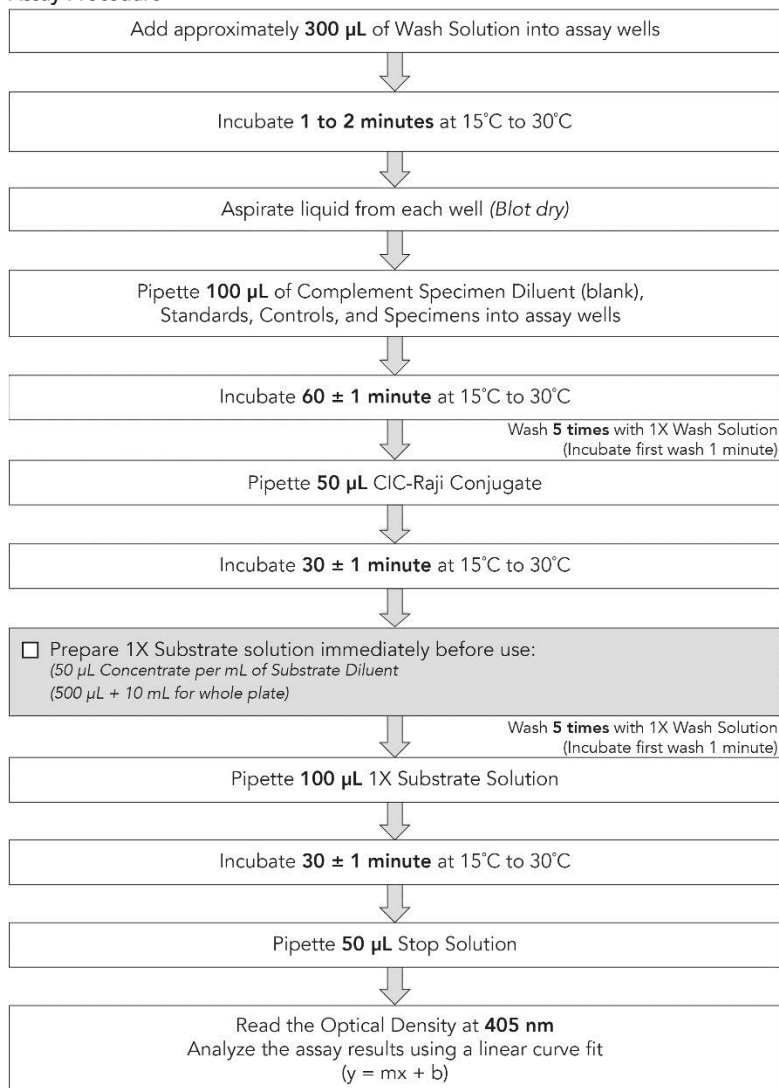 Assay Procedure
Add approximately 300 µL of Wash Solution into assay wells
Incubate 1 to 2 minutes at 15˚C to 30˚C
Aspirate liquid from each well (Blot dry)
Pipette 100 µL of Complement Specimen Diluent (blank),
Standards, Controls, and Specimens into assay wells
Incubate 60 ± 1 minute at 15˚C to 30˚C
Wash 5 times with 1X Wash Solution
(Incubate first wash 1 minute)
Pipette 50 µL CIC-Raji Conjugate
Incubate 30 ± 1 minute at 15˚C to 30˚C
☐ Prepare 1X Substrate solution immediately before use:
(50 µL Concentrate per mL of Substrate Diluent
(500 µL + 10 mL for whole plate)
Wash 5 times with 1X Wash Solution
(Incubate first wash 1 minute)
Pipette 100 µL 1X Substrate Solution
Incubate 30 ± 1 minute at 15˚C to 30˚C
Pipette 50 µL Stop Solution
Read the Optical Density at 405 nm
Analyze the assay results using a linear curve fit
(y = mx + b)